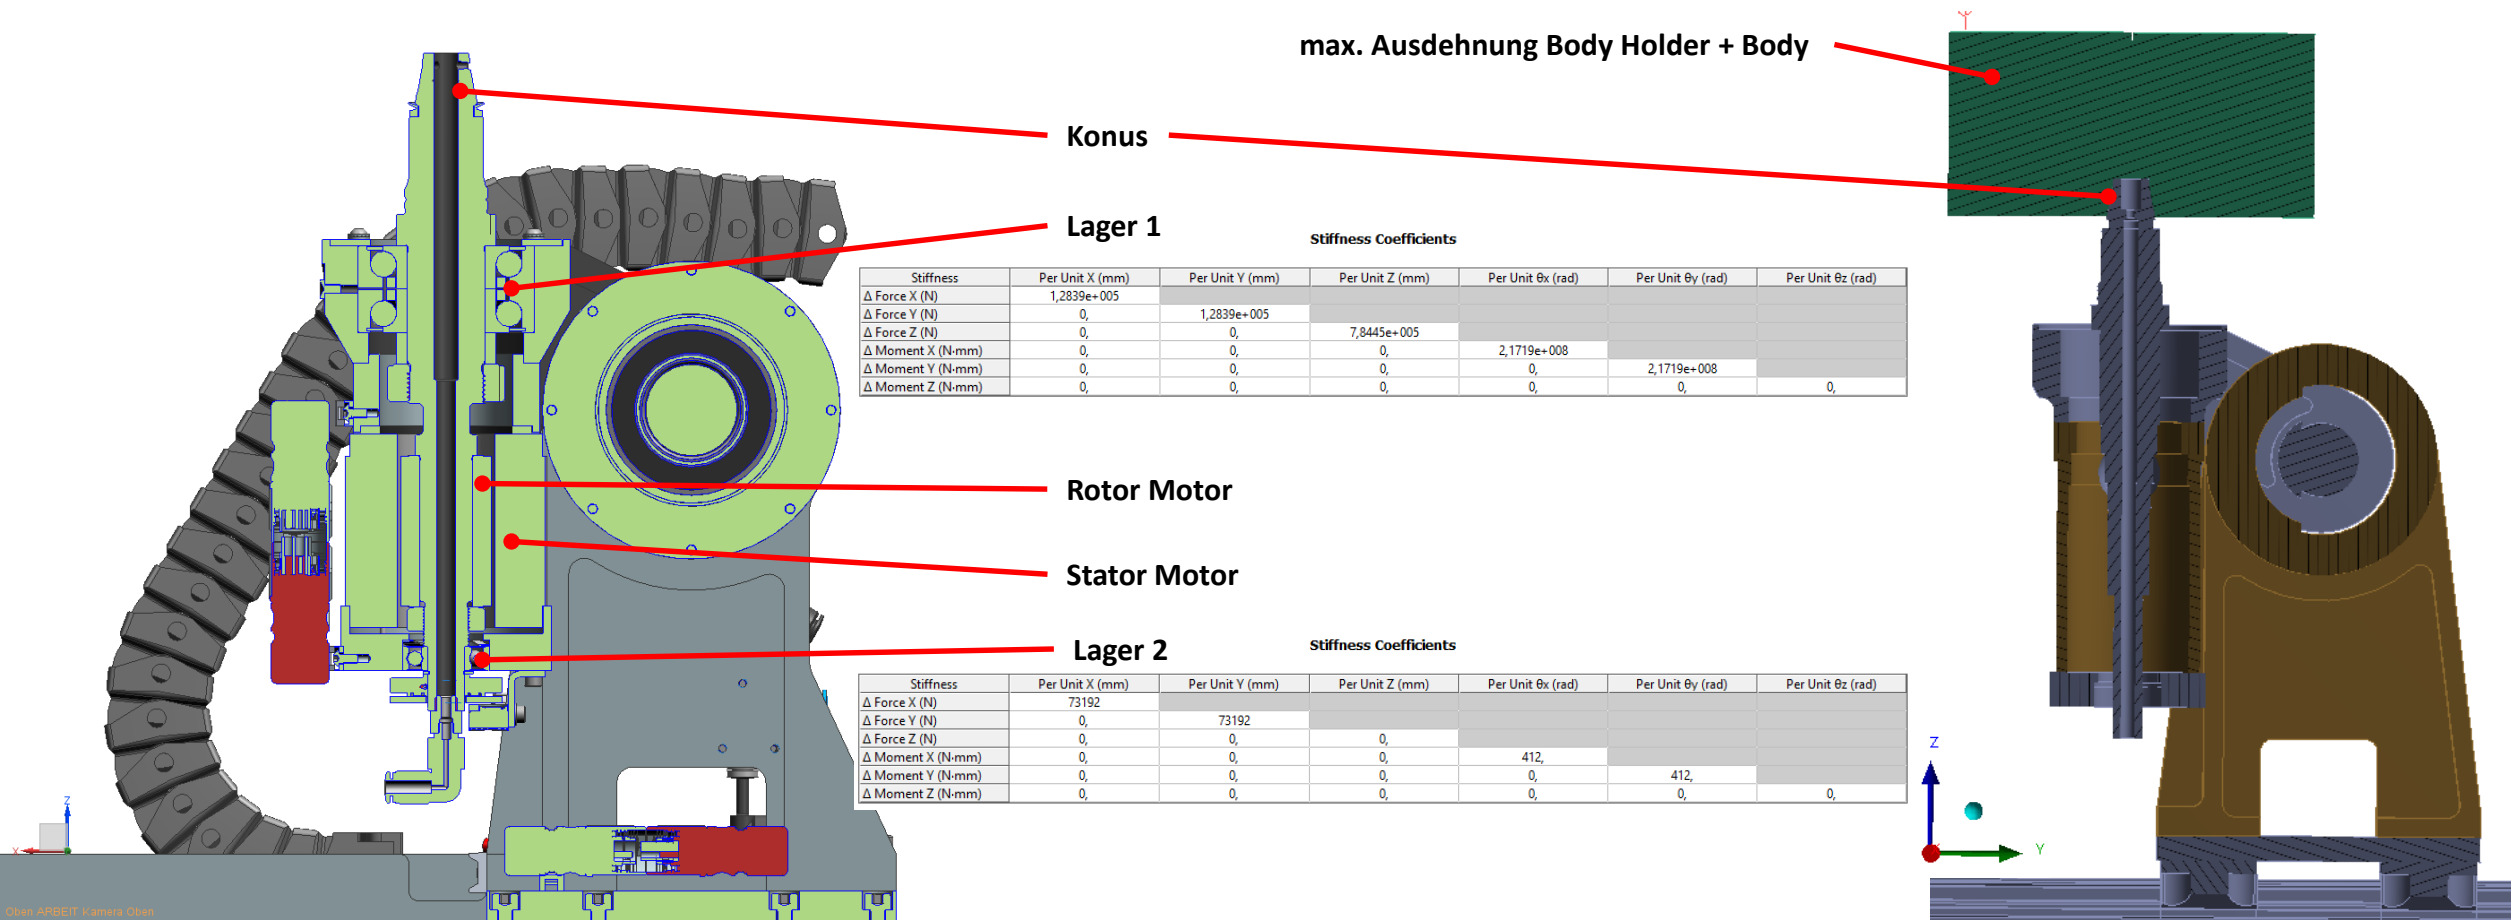 max. Ausdehnung Body Holder + Body
Konus
Lager 1
Stiffness Coefficients
Stiffness Per Unit X (mm) Per Unit Y (mm) Per Unit Z (mm) Per Unit θx (rad) Per Unit θy (rad) Per Unit θz (rad)
Δ Force X (N) 1,2839e+005
Δ Force Y (N) 0, 1,2839e+005
Δ Force Z (N) 0, 0, 7,8445e+005
Δ Moment X (N·mm) 0, 0, 0, 2,1719e+008
Δ Moment Y (N·mm) 0, 0, 0, 0, 2,1719e+008
Δ Moment Z (N·mm) 0, 0, 0, 0, 0, 0,
Rotor Motor
Stator Motor
Lager 2
Stiffness Coefficients
Stiffness Per Unit X (mm) Per Unit Y (mm) Per Unit Z (mm) Per Unit θx (rad) Per Unit θy (rad) Per Unit θz (rad)
Δ Force X (N) 73192
Δ Force Y (N) 0, 73192
Δ Force Z (N) 0, 0, 0,
Δ Moment X (N·mm) 0, 0, 0, 412,
Δ Moment Y (N·mm) 0, 0, 0, 0, 412,
Δ Moment Z (N·mm) 0, 0, 0, 0, 0, 0,
Z
Y
Z
X
Oben ARBEIT Kamera Oben